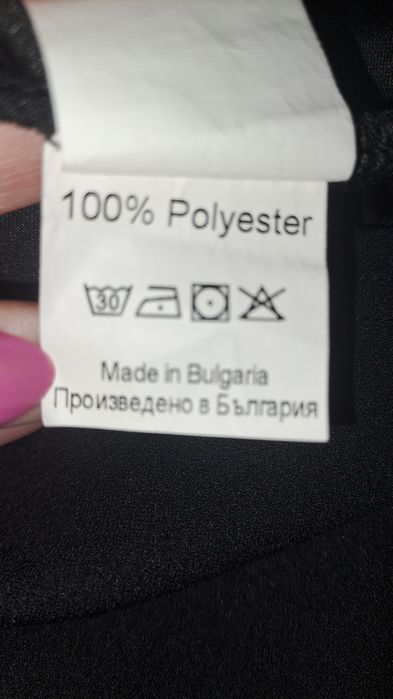 100% Polyester
30
Made in Bulgaria
Произведено в България